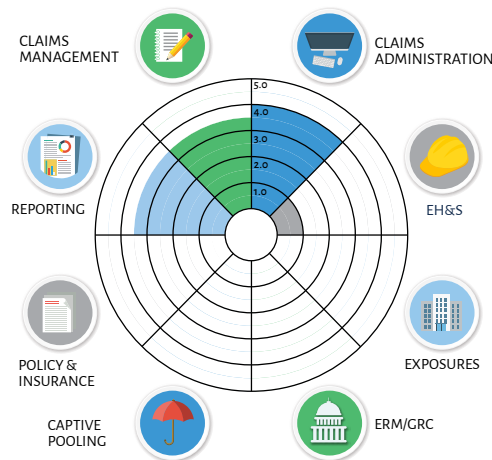 CLAIMS
MANAGEMENT
CLAIMS
ADMINISTRATION
5.0
4.0
3.0
2.0
1.0
REPORTING
EH&S
POLICY &
INSURANCE
EXPOSURES
CAPTIVE
POOLING
ERM/GRC